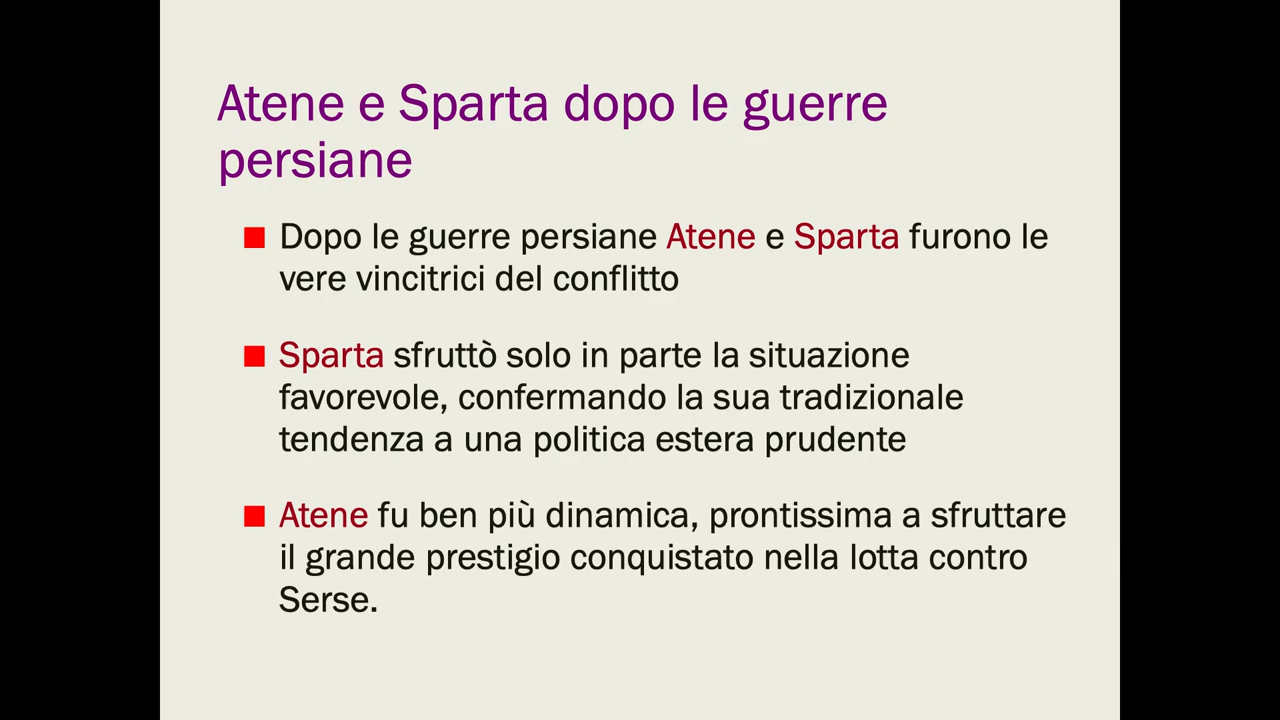 Atene e Sparta dopo le guerre
persiane
Dopo le guerre persiane Atene e Sparta furono le
vere vincitrici del conflitto
Sparta sfruttò solo in parte la situazione
favorevole, confermando la sua tradizionale
tendenza a una politica estera prudente
Atene fu ben più dinamica, prontissima a sfruttare
il grande prestigio conquistato nella lotta contro
Serse.